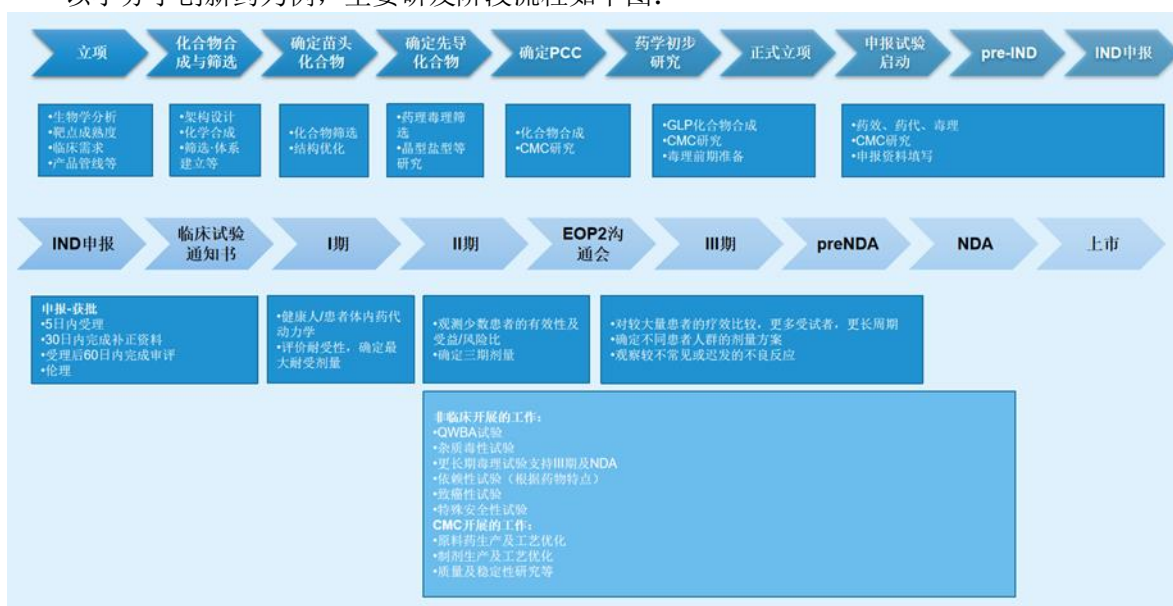 以小分子创新药为例，主要研发阶段流程如下图：
立项
化合物合
成与筛选
确定苗头
化合物
确定先导
化合物
确定PCC
药学初步
研究
正式立项
申报试验
启动
pre-IND
IND申报
•生物学分析
•靶点成熟度
•临床需求
•产品管线等
•架构设计
•化学合成
•筛选·体系
建立等
•化合物筛选
•结构优化
•药理毒理筛
选
•晶型盐型等
研究
•化合物合成
•CMC研究
•GLP化合物合成
•CMC研究
•毒理前期准备
•药效、药代、毒理
•CMC研究
•申报资料填写
IND申报
临床试验
通知书
I期
II期
EOP2沟
通会
III期
preNDA
NDA
上市
申报-获批
•5日内受理
•30日内完成补正资料
•受理后60日内完成审评
•伦理
•健康人/患者体内药代
动力学
•评价耐受性，确定最
大耐受剂量
•观测少数患者的有效性及
受益/风险比
•确定三期剂量
•对较大量患者的疗效比较，更多受试者，更长周期
•确定不同患者人群的剂量方案
•观察较不常见或迟发的不良反应
非临床开展的工作：
•QWBA试验
•杂质毒性试验
•更长期毒理试验支持III期及NDA
•依赖性试验（根据药物特点）
•致癌性试验
•特殊安全性试验
CMC开展的工作：
•原料药生产及工艺优化
•制剂生产及工艺优化
•质量及稳定性研究等